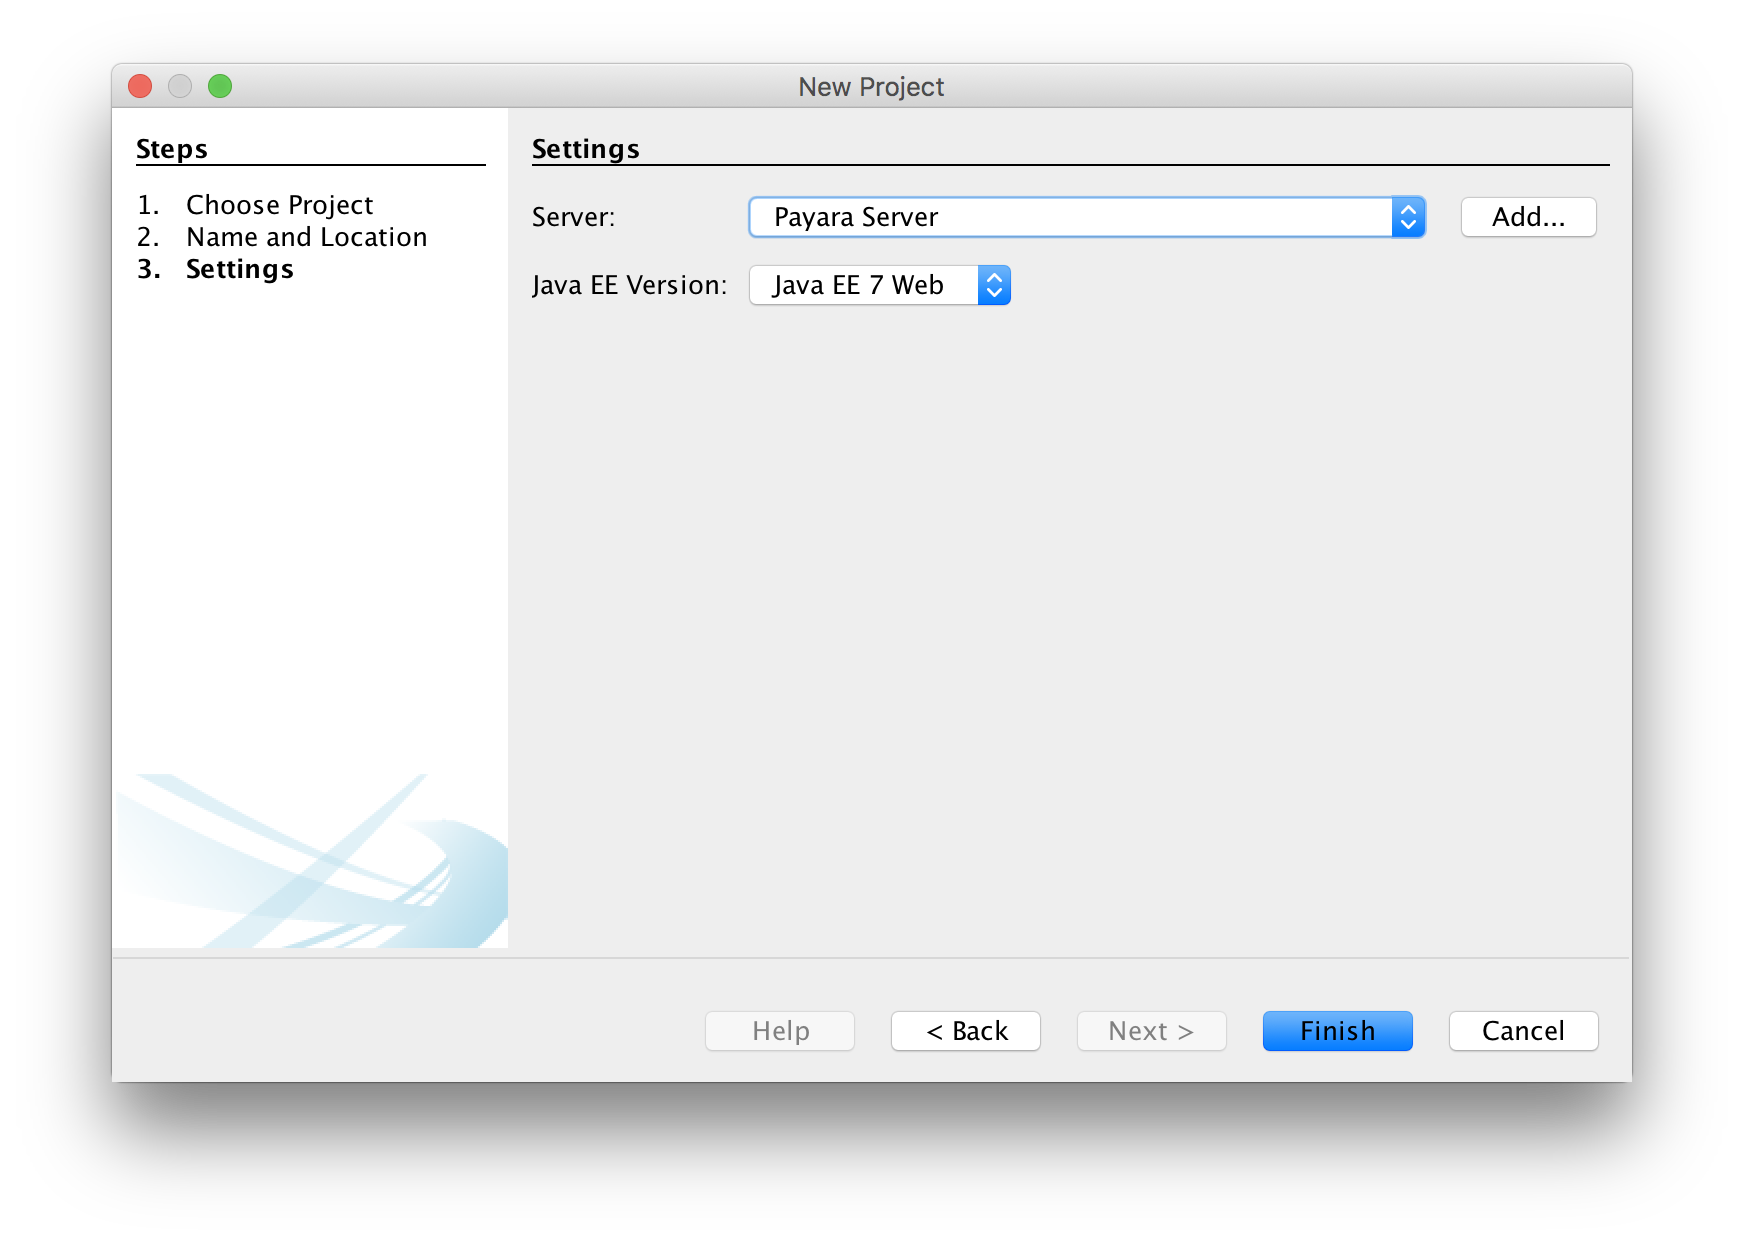 New Project
Steps
1. Choose Project
2. Name and Location
3. Settings
Settings
Server: Payara Server Add...
Java EE Version: Java EE 7 Web
Help < Back Next > Finish Cancel